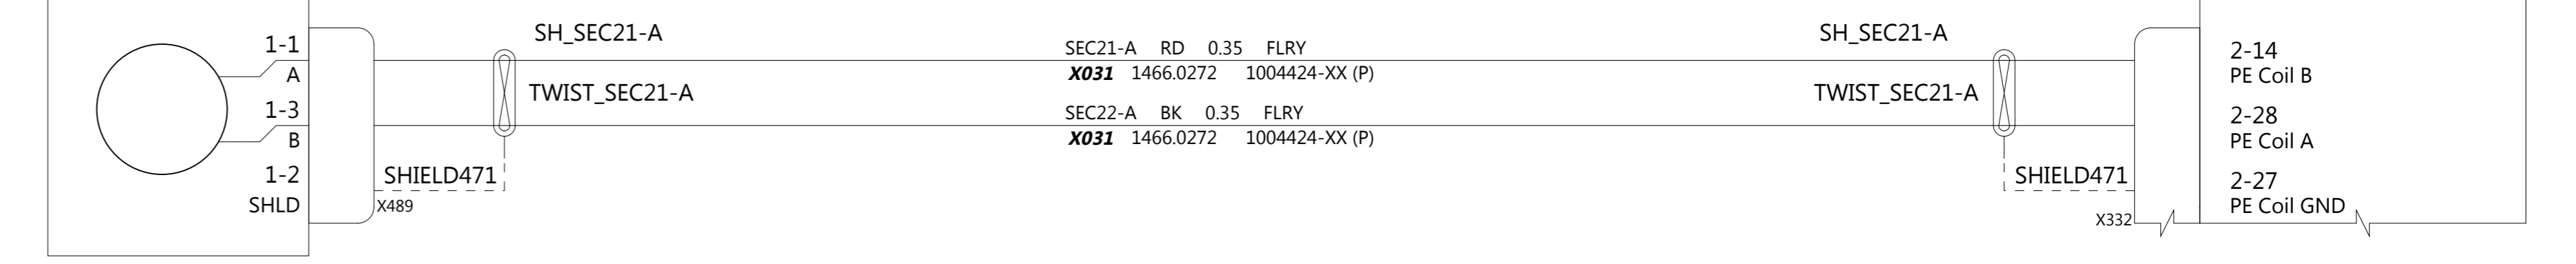 1-1
A
1-3
B
1-2
SHLD
X489
SH_SEC21-A
TWIST_SEC21-A
SHIELD471
SEC21-A RD 0.35 FLRY
X031 1466.0272 1004424-XX (P)
SEC22-A BK 0.35 FLRY
X031 1466.0272 1004424-XX (P)
SH_SEC21-A
TWIST_SEC21-A
SHIELD471
X332
2-14
PE Coil B
2-28
PE Coil A
2-27
PE Coil GND